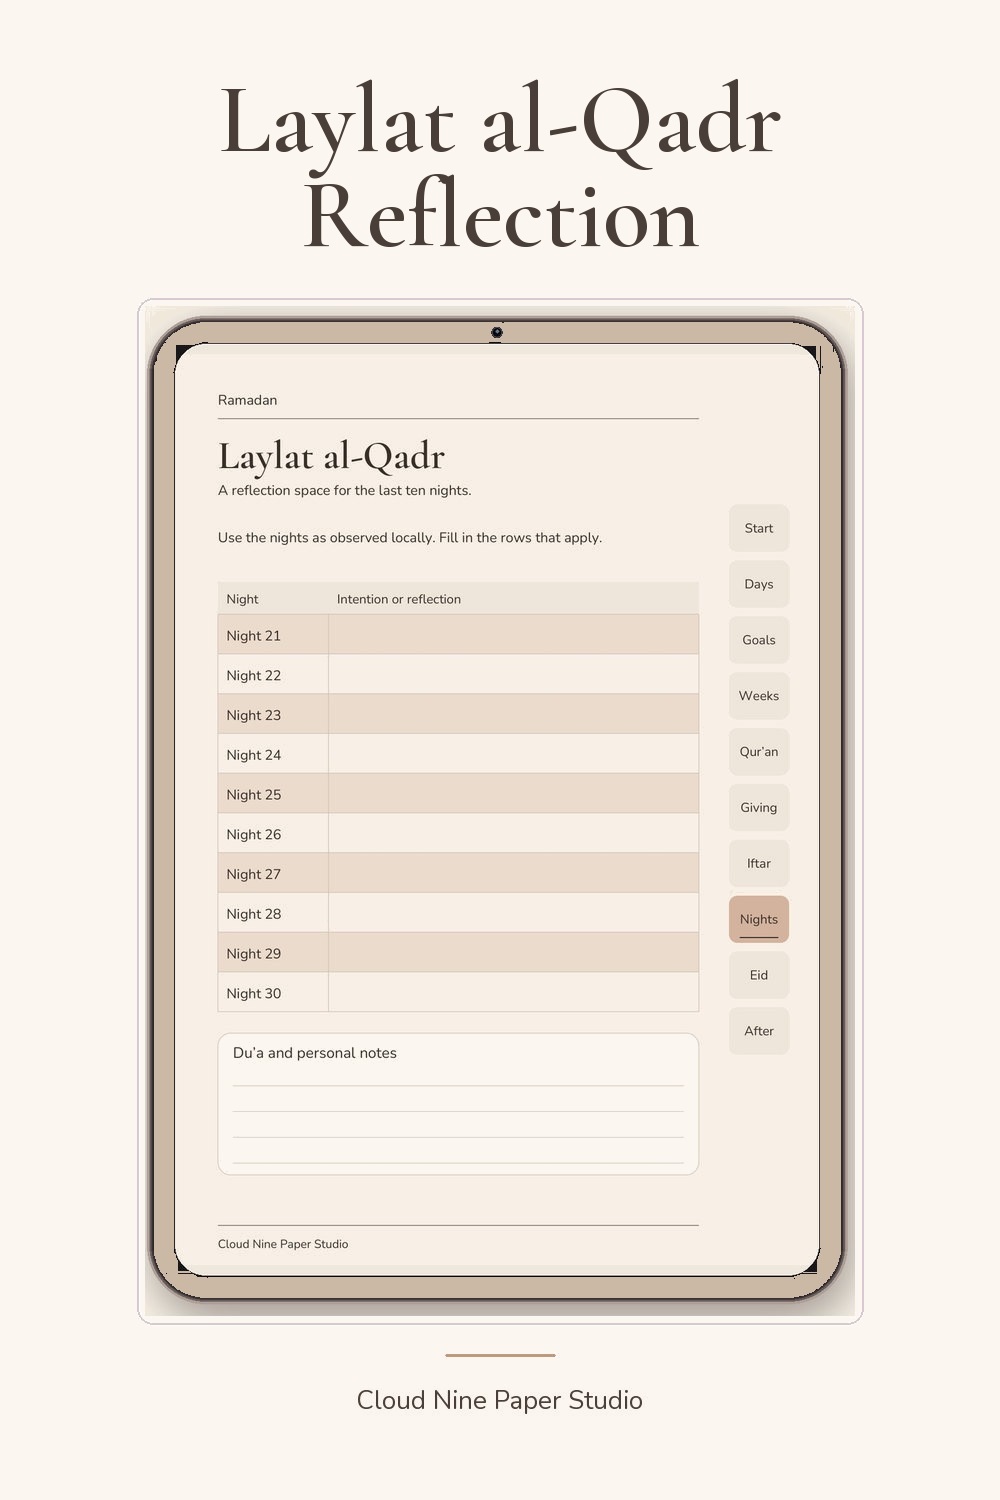 Laylat al-Qadr
Reflection
Ramadan
Laylat al-Qadr
A reflection space for the last ten nights.
Use the nights as observed locally. Fill in the rows that apply.
Night Intention or reflection
Night 21
Night 22
Night 23
Night 24
Night 25
Night 26
Night 27
Night 28
Night 29
Night 30
Du’a and personal notes
Cloud Nine Paper Studio
Start
Days
Goals
Weeks
Qur’an
Giving
Iftar
Nights
Eid
After
Cloud Nine Paper Studio